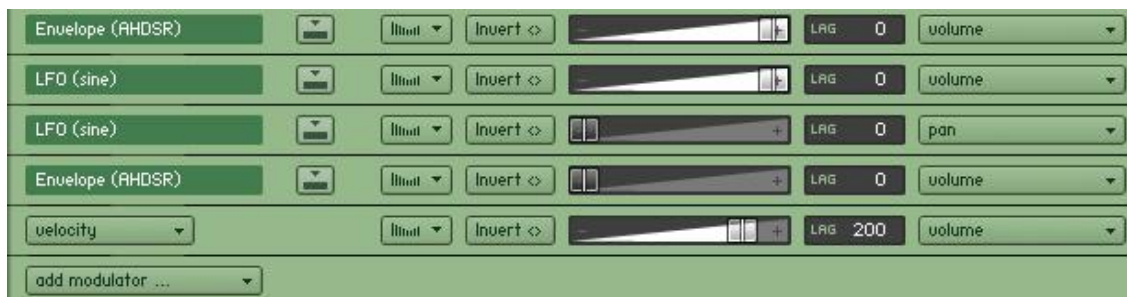 Envelope (AHDSR) Invert <> - + LAG 0 volume
LFO (sine) Invert <> - + LAG 0 volume
LFO (sine) Invert <> + LAG 0 pan
Envelope (AHDSR) Invert <> + LAG 0 volume
velocity Invert <> - + LAG 200 volume
add modulator ...